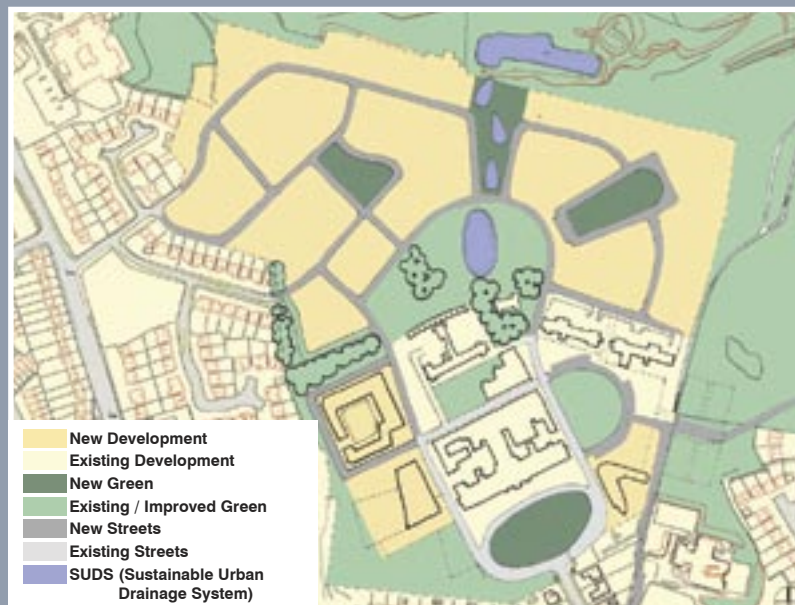 New Development
Existing Development
New Green
Existing / Improved Green
New Streets
Existing Streets
SUDS (Sustainable Urban
Drainage System)